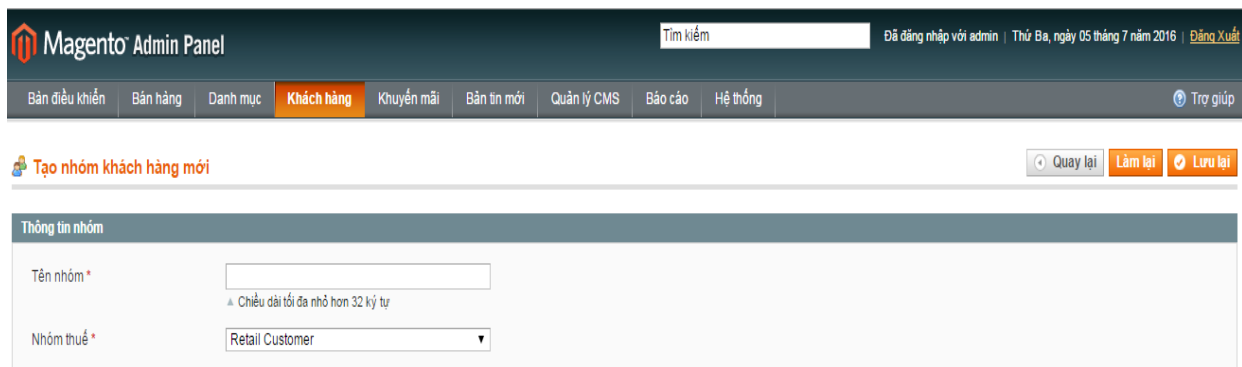 Magento Admin Panel
Tìm kiếm
Đã đăng nhập với admin | Thứ Ba, ngày 05 tháng 7 năm 2016 | Đăng Xuất
Bản điều khiển Bán hàng Danh mục Khách hàng Khuyến mãi Bản tin mới Quản lý CMS Báo cáo Hệ thống Trợ giúp
Tạo nhóm khách hàng mới
Quay lại Làm lại Lưu lại
Thông tin nhóm
Tên nhóm *
Chiều dài tối đa nhỏ hơn 32 ký tự
Nhóm thuế * Retail Customer